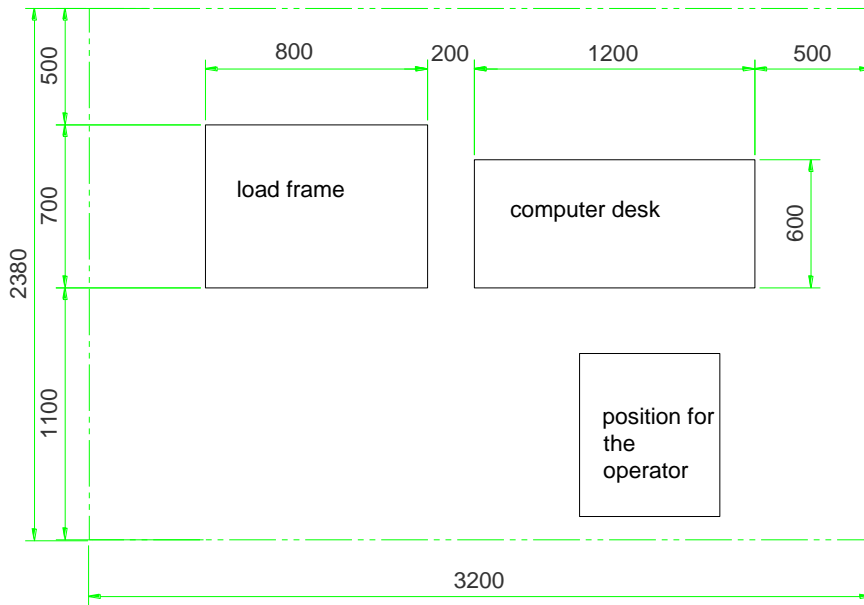 800
200
1200
500
500
load frame
700
computer desk
600
2380
1100
position for
the
operator
3200